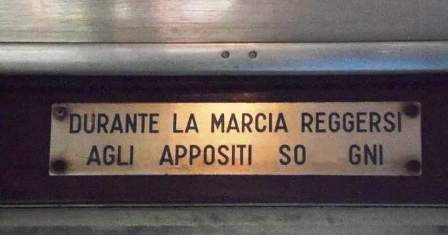 DURANTE LA MARCIA REGGERSI
AGLI APPOSITI SO GNI